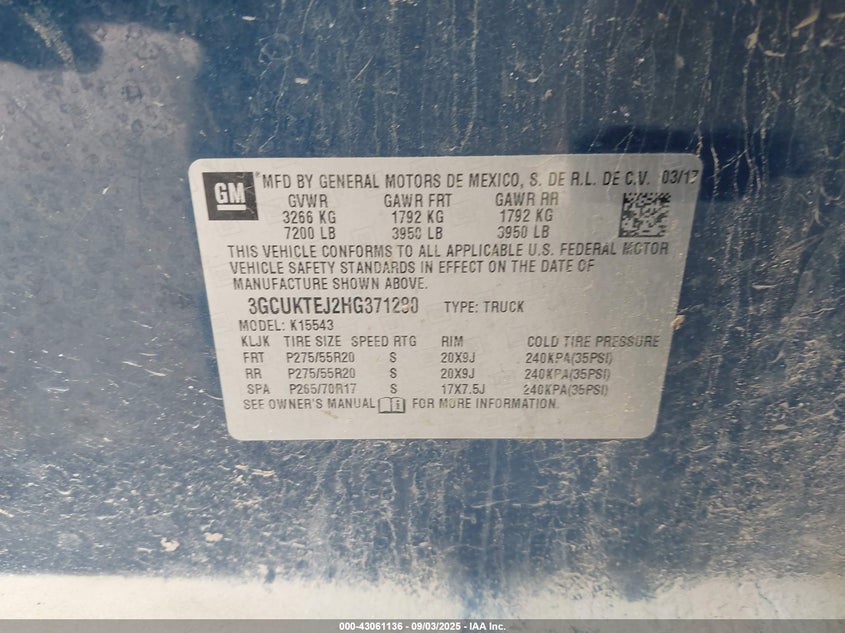 GM
MFD BY GENERAL MOTORS DE MEXICO, S. DE R.L. DE C.V. 03/17
GVWR GAWR FRT GAWR RR
3266 KG 1792 KG 1792 KG
7200 LB 3950 LB 3950 LB
THIS VEHICLE CONFORMS TO ALL APPLICABLE U.S. FEDERAL MOTOR
VEHICLE SAFETY STANDARDS IN EFFECT ON THE DATE OF
MANUFACTURE SHOWN ABOVE.
TYPE: TRUCK
MODEL: K15543
KLJK TIRE SIZE SPEED RTG RIM COLD TIRE PRESSURE
FRT P275/55R20 S 20X9J 240KPA(35PSI)
RR P275/55R20 S 20X9J 240KPA(35PSI)
SPA P265/70R17 S 17X7.5J 240KPA(35PSI)
SEE OWNER'S MANUAL FOR MORE INFORMATION.
000-43061136 - 09/03/2025 - IAA Inc.